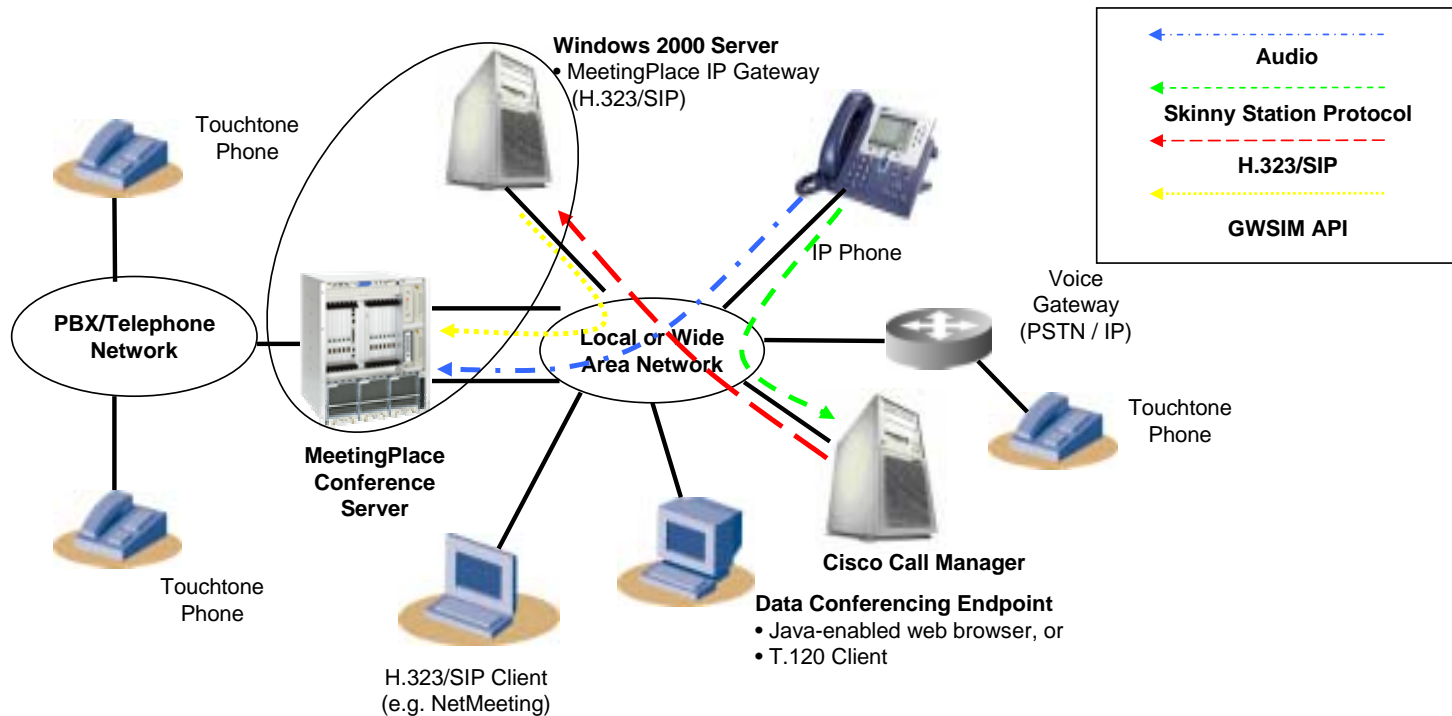 Windows 2000 Server
• MeetingPlace IP Gateway
(H.323/SIP)
Audio
Skinny Station Protocol
H.323/SIP
GWSIM API
Touchtone
Phone
IP Phone
Voice
Gateway
(PSTN / IP)
PBX/Telephone
Network
Local or Wide
Area Network
Touchtone
Phone
MeetingPlace
Conference
Server
Cisco Call Manager
Touchtone
Phone
Data Conferencing Endpoint
• Java-enabled web browser, or
• T.120 Client
H.323/SIP Client
(e.g. NetMeeting)